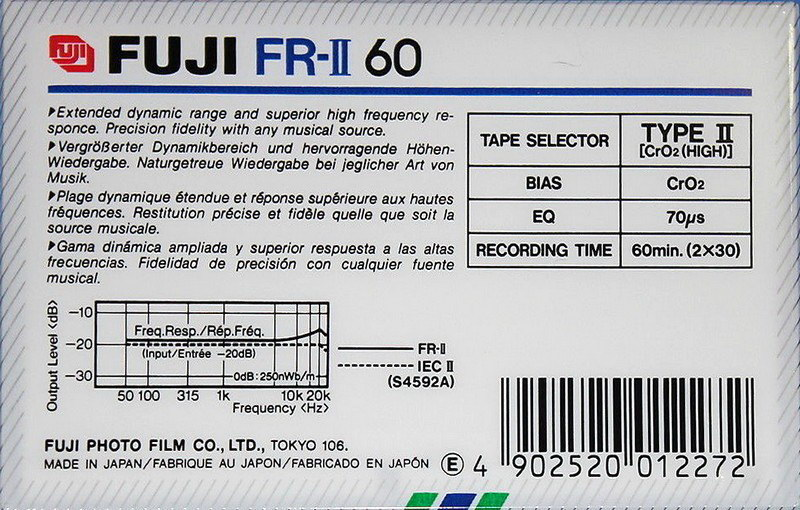 FUJI FUJI FR-II 60
▶Extended dynamic range and superior high frequency re-
sponce. Precision fidelity with any musical source.
▶Vergrößerter Dynamikbereich und hervorragende Höhen-
Wiedergabe. Naturgetreue Wiedergabe bei jeglicher Art von
Musik.
▶Plage dynamique étendue et réponse supérieure aux hautes
fréquences. Restitution précise et fidèle quelle que soit la
source musicale.
▶Gama dinámica ampliada y superior respuesta a las altas
frecuencias. Fidelidad de precisión con cualquier fuente
musical.
TAPE SELECTOR TYPE II
[CrO2(HIGH)]
BIAS CrO2
EQ 70μs
RECORDING TIME 60min. (2×30)
Output Level <dB>
-10
-20
-30
Freq.Resp./Rép.Fréq.
(Input/Entrée -20dB)
0dB:250nWb/m
50 100 315 1k 10k 20k
Frequency <Hz>
FR-II
IEC II
(S4592A)
FUJI PHOTO FILM CO., LTD., TOKYO 106.
MADE IN JAPAN/FABRIQUE AU JAPON/FABRICADO EN JAPÓN Ⓔ
4 902520 012272